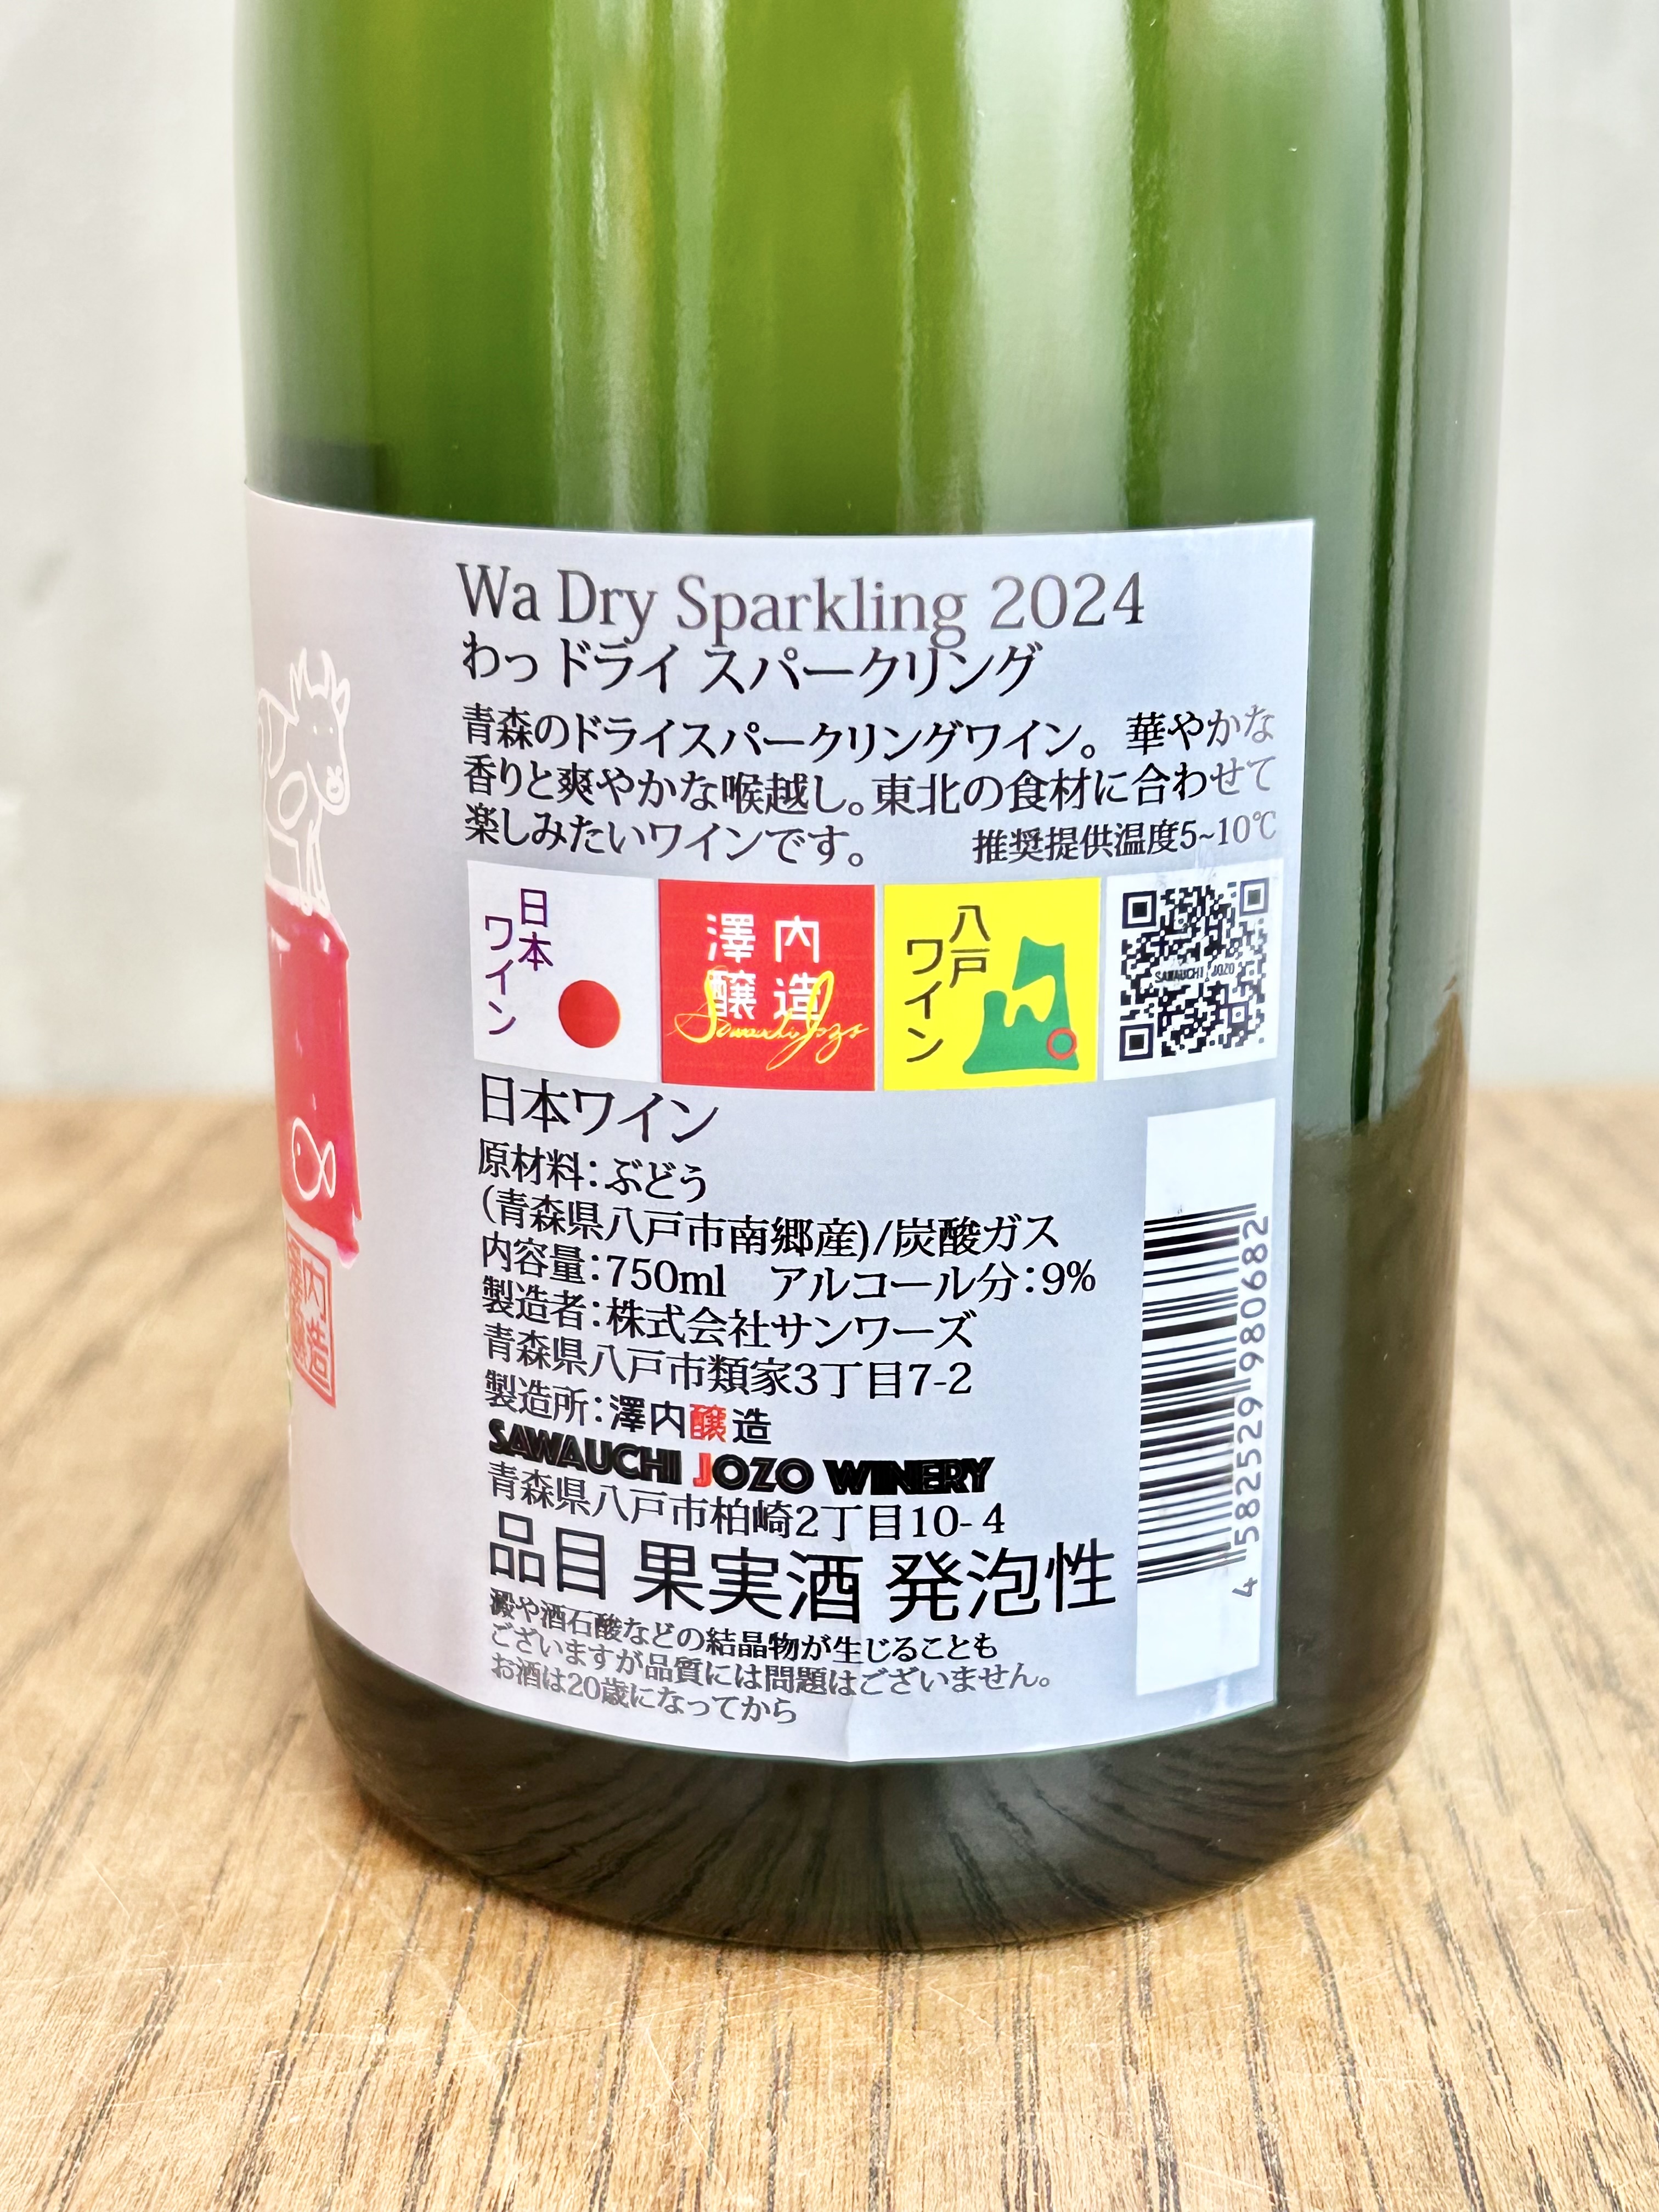 Wa Dry Sparkling 2024
わっ ドライ スパークリング
青森のドライスパークリングワイン。華やかな
香りと爽やかな喉越し。東北の食材に合わせて
楽しみたいワインです。 推奨提供温度5~10℃
日本
ワイン
澤内
醸造
Sawauchi Jozo
八戸
ワイン
SAWAUCHI JOZO
日本ワイン
原材料:ぶどう
(青森県八戸市南郷産)/炭酸ガス
内容量:750ml アルコール分:9%
製造者:株式会社サンワーズ
青森県八戸市類家3丁目7-2
製造所:澤内醸造
SAWAUCHI JOZO WINERY
青森県八戸市柏崎2丁目10-4
品目 果実酒 発泡性
澱や酒石酸などの結晶物が生じることも
ございますが品質には問題はございません。
お酒は20歳になってから
4 582529 980682
内
造